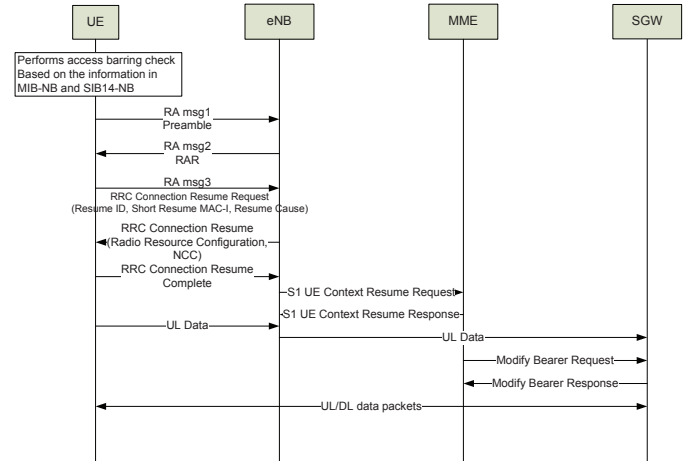 UE
eNB
MME
SGW
Performs access barring check
Based on the information in
MIB-NB and SIB14-NB
RA msg1
Preamble
RA msg2
RAR
RA msg3
RRC Connection Resume Request
(Resume ID, Short Resume MAC-I, Resume Cause)
RRC Connection Resume
(Radio Resource Configuration,
NCC)
RRC Connection Resume
Complete
S1 UE Context Resume Request
S1 UE Context Resume Response
UL Data
UL Data
Modify Bearer Request
Modify Bearer Response
UL/DL data packets